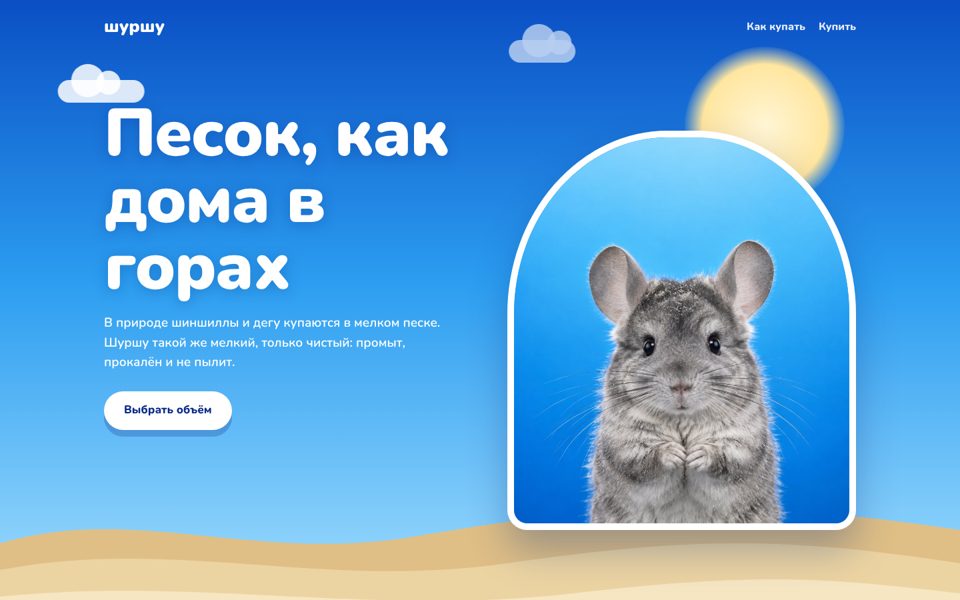 шуршу
Как купать
Купить
Песок, как
дома в
горах
В природе шиншиллы и дегу купаются в мелком песке.
Шуршу такой же мелкий, только чистый: промыт,
прокалён и не пылит.
Выбрать объём